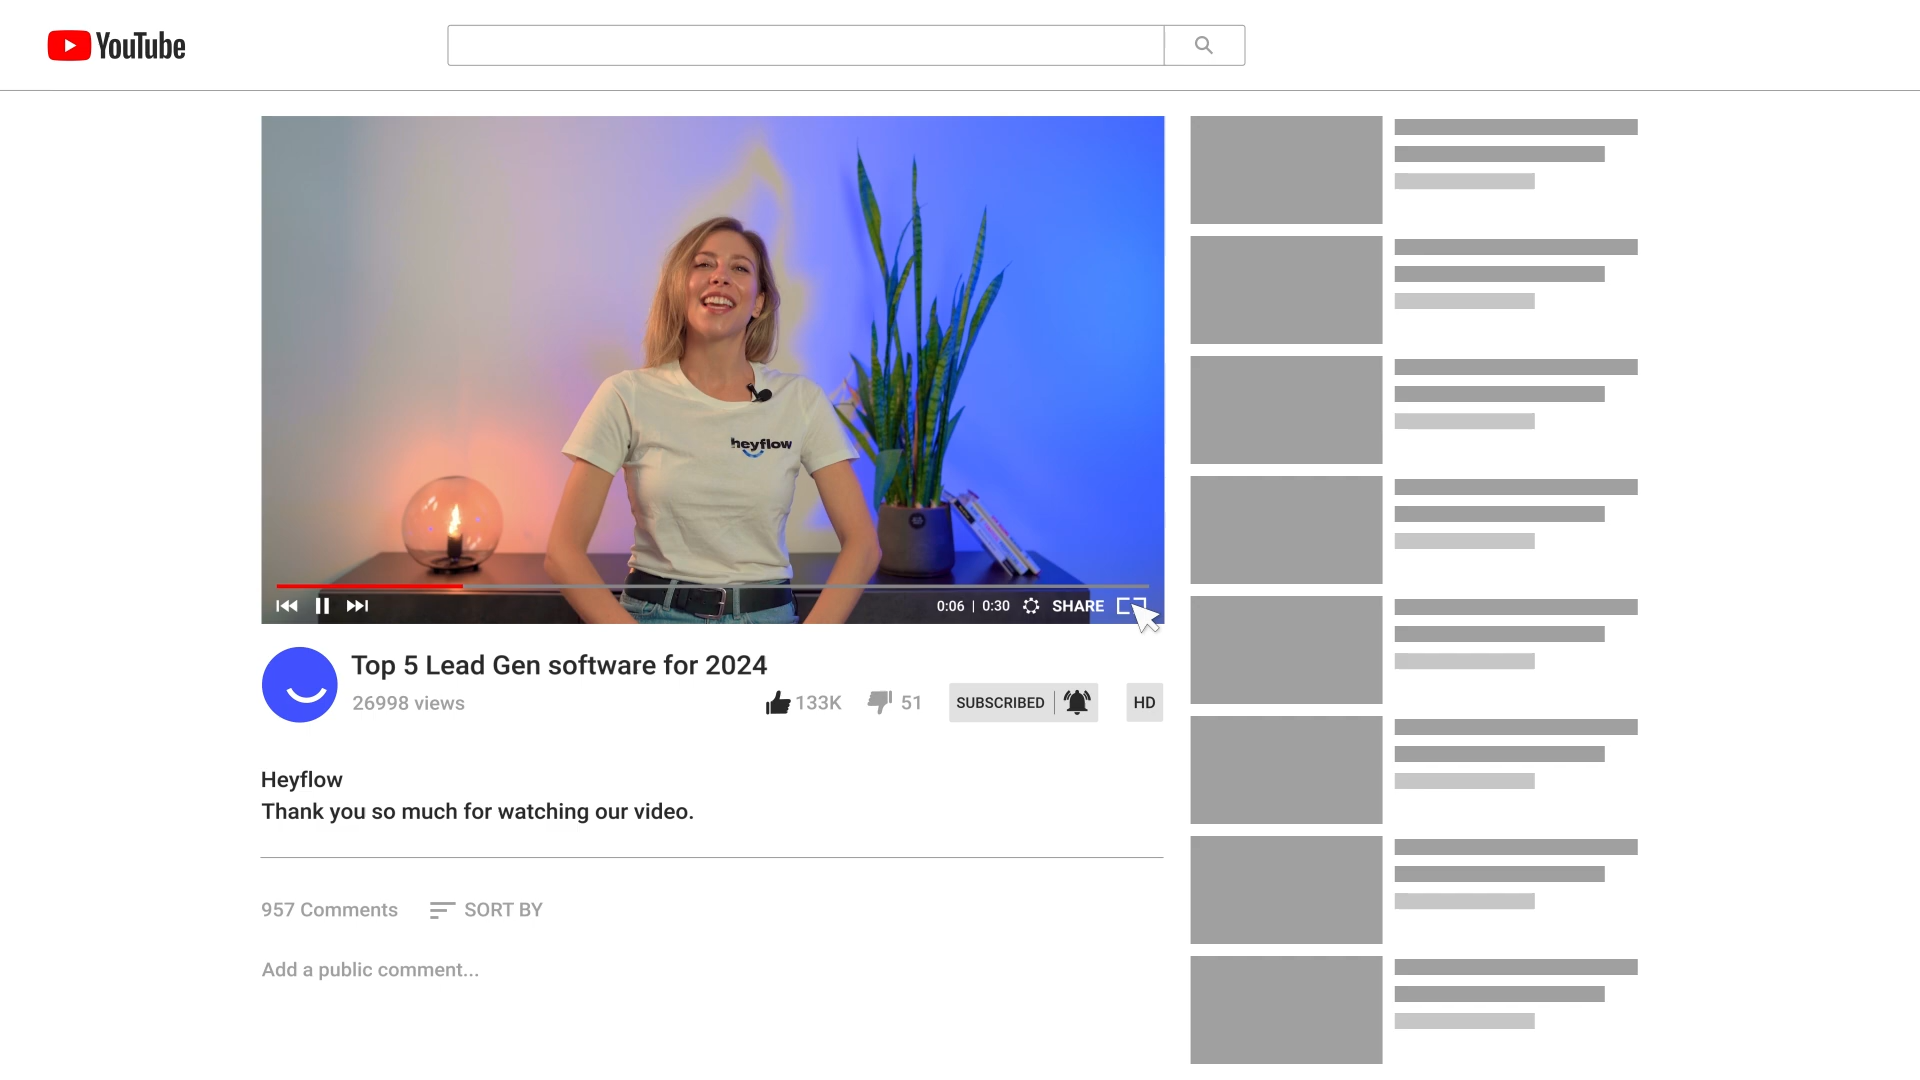 YouTube
heyflow
0:06 | 0:30 SHARE
Top 5 Lead Gen software for 2024
26998 views
133K 51 SUBSCRIBED HD
Heyflow
Thank you so much for watching our video.
957 Comments SORT BY
Add a public comment...